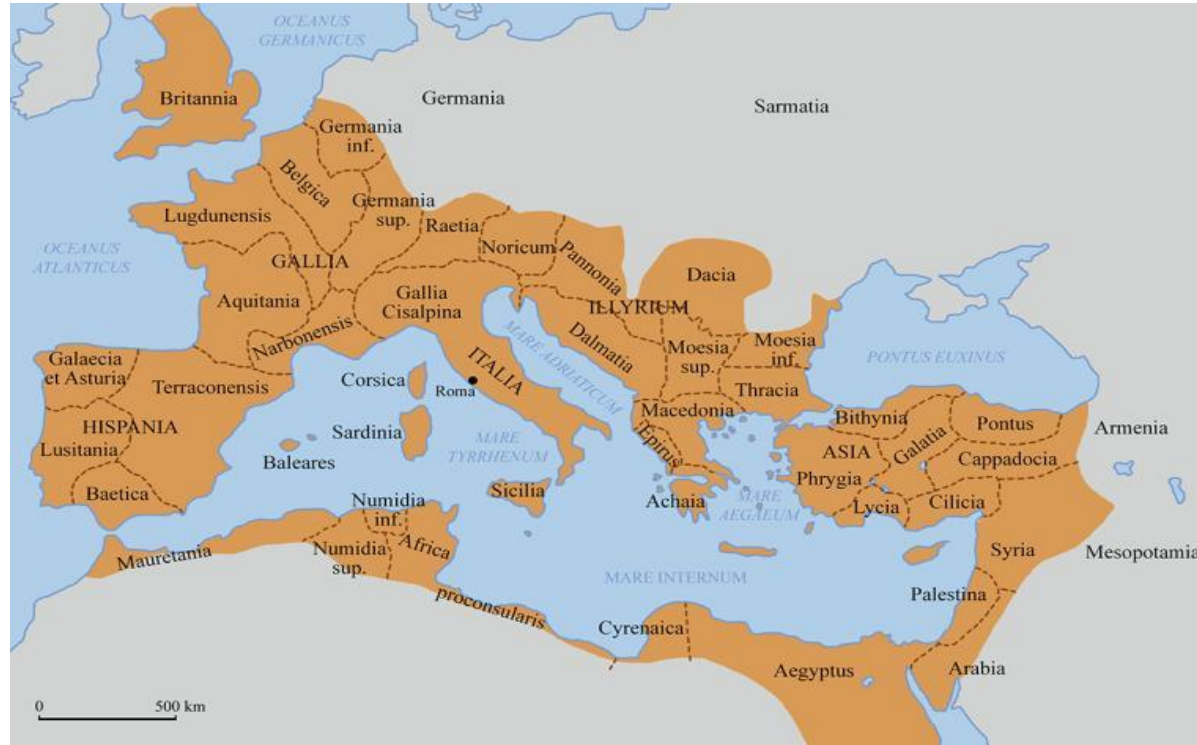 OCEANUS
GERMANICUS
Britannia
Germania
Sarmatia
Germania
inf.
Belgica
Lugdunensis
Germania
sup.
Raetia
Noricum
Pannonia
Dacia
OCEANUS
ATLANTICUS
GALLIA
Aquitania
Gallia
Cisalpina
ILLYRIUM
Narbonensis
MARE ADRIATICUM
Dalmatia
Moesia
sup.
Moesia
inf.
PONTUS EUXINUS
Galaecia
et Asturia
Terraconensis
Corsica
Roma
ITALIA
Thracia
Macedonia
Epirus
Bithynia
Pontus
Armenia
HISPANIA
Lusitania
Baetica
Baleares
Sardinia
MARE
TYRRHENUM
ASIA
Phrygia
Galatia
Cappadocia
Sicilia
Achaia
MARE
AEGAEUM
Lycia
Cilicia
Mauretania
Numidia
inf.
Numidia
sup.
Africa
proconsularis
Syria
Mesopotamia
MARE INTERNUM
Palestina
Cyrenaica
Aegyptus
Arabia
0 500 km